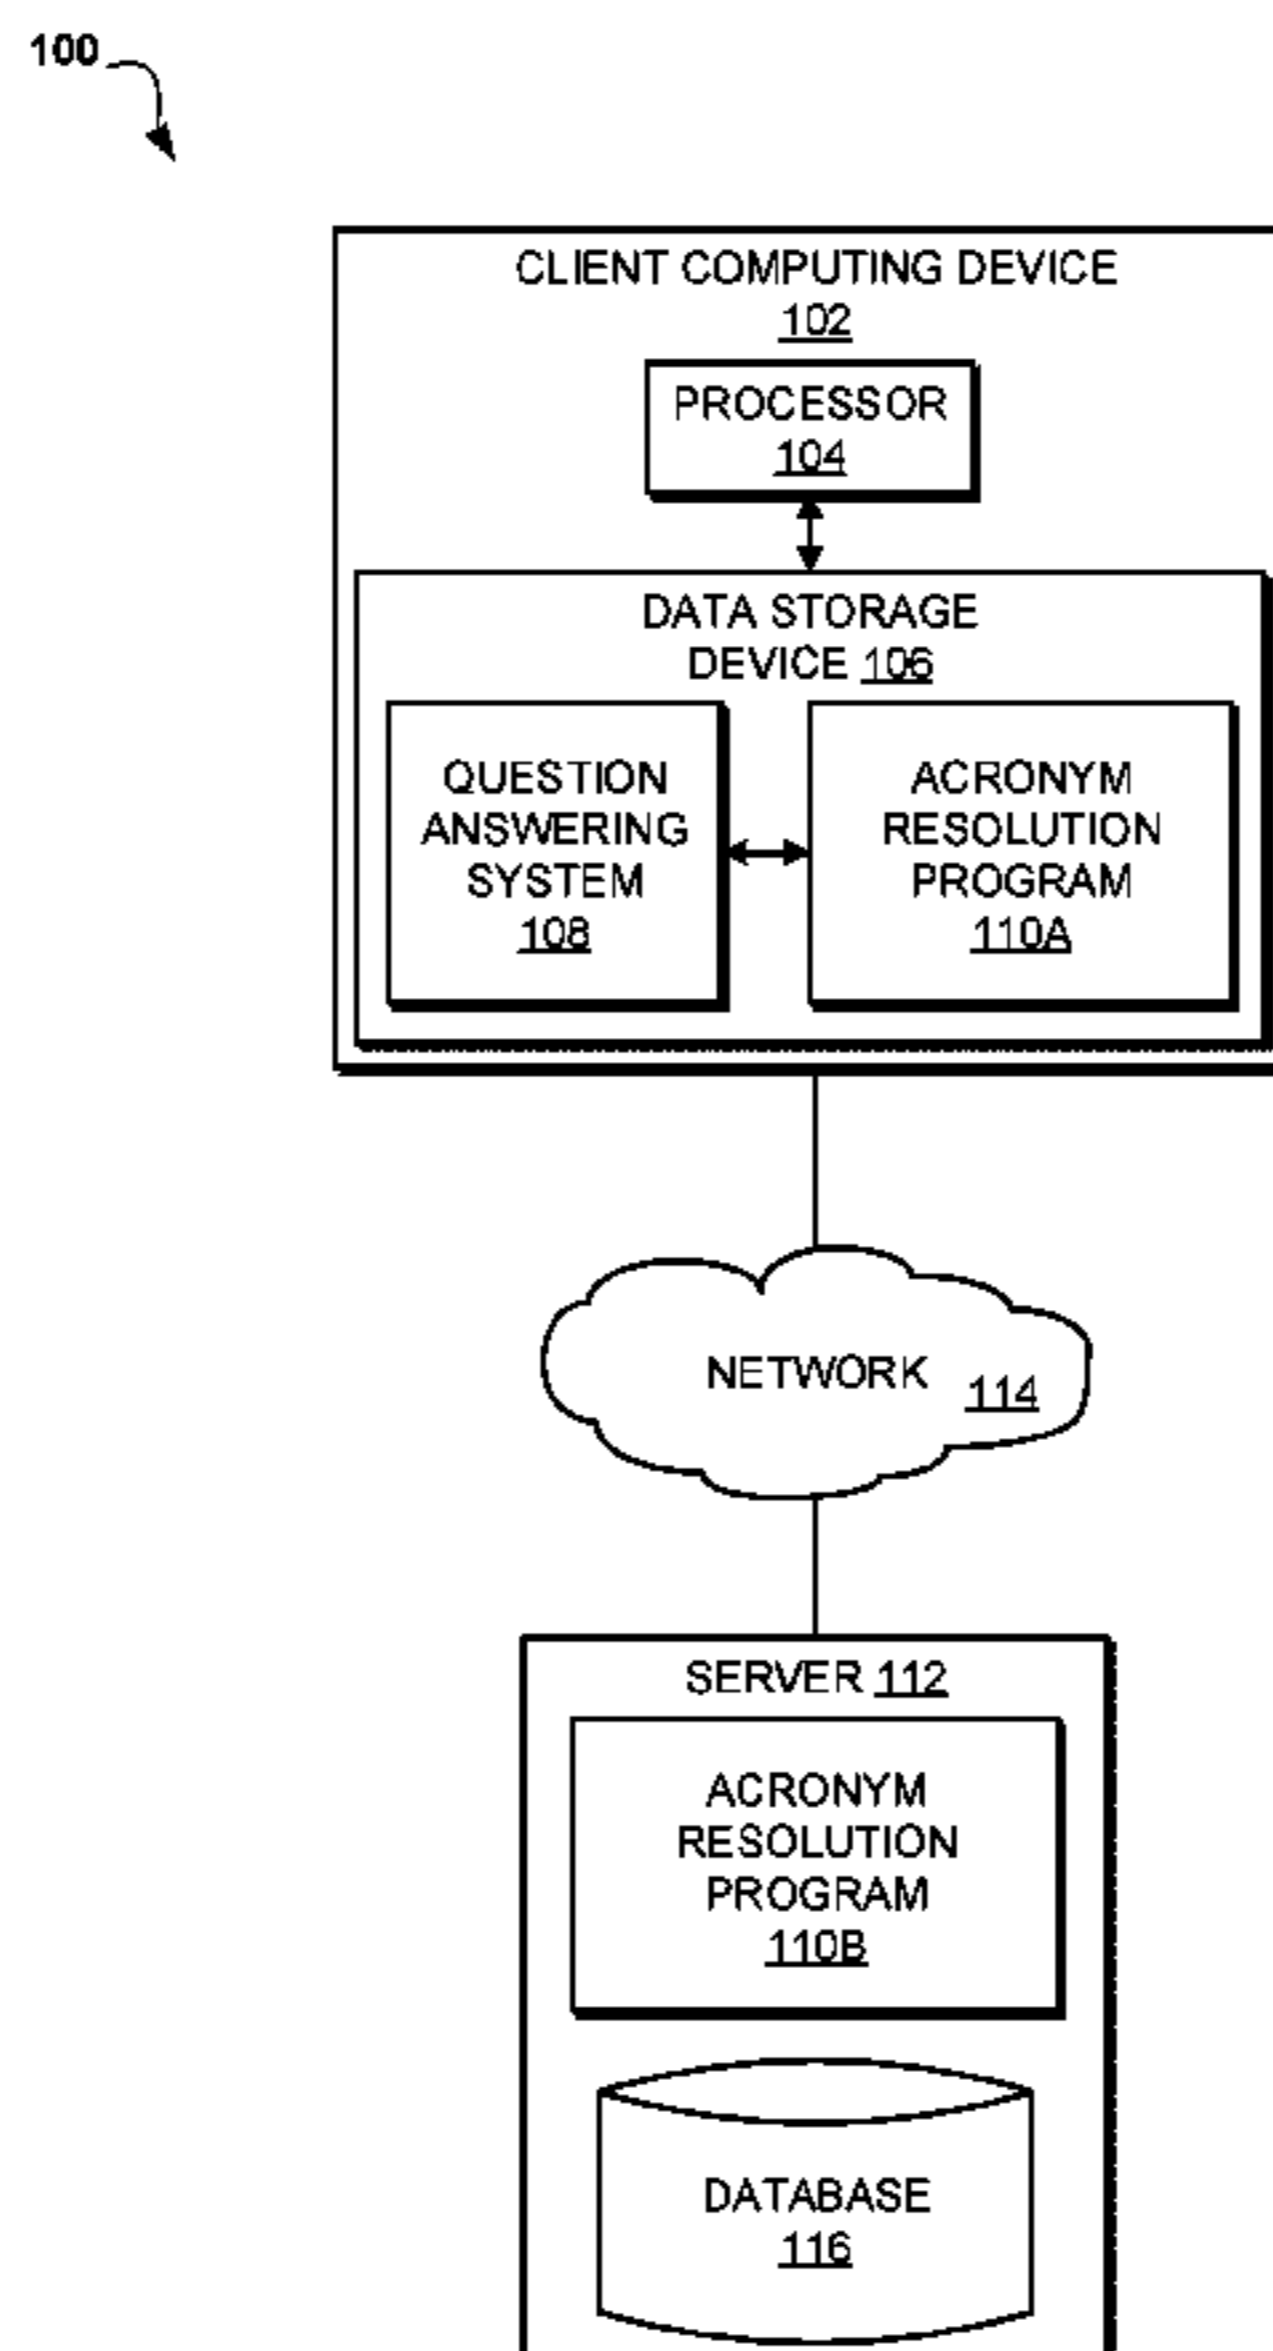 100
CLIENT COMPUTING DEVICE
102
PROCESSOR
104
DATA STORAGE
DEVICE 106
QUESTION
ANSWERING
SYSTEM
108
ACRONYM
RESOLUTION
PROGRAM
110A
NETWORK 114
SERVER 112
ACRONYM
RESOLUTION
PROGRAM
110B
DATABASE
116